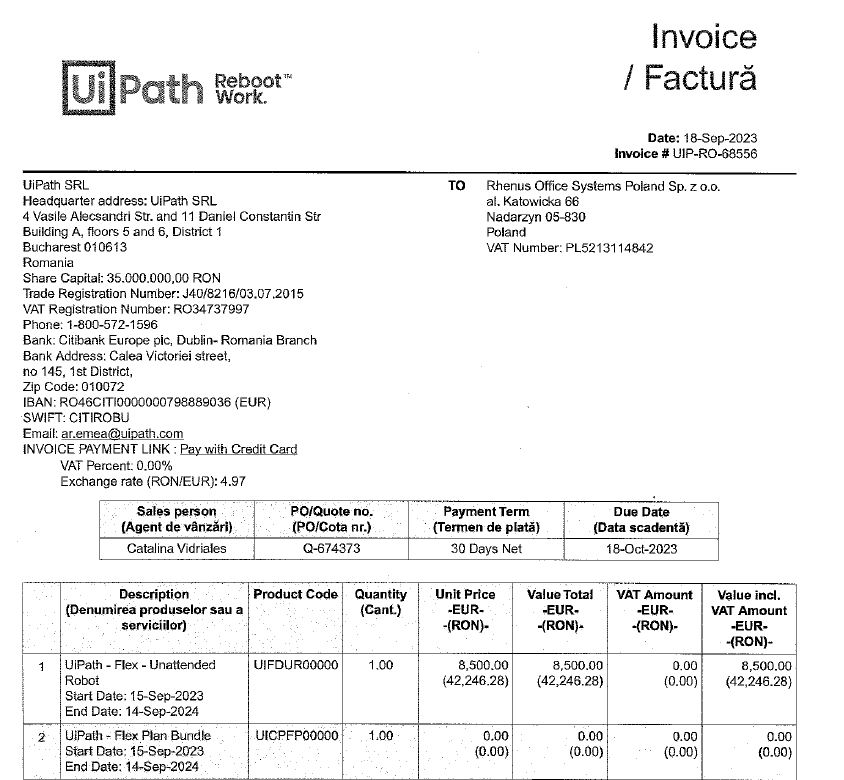 Invoice
/ Factură
UiPath Reboot™
Work.
Date: 18-Sep-2023
Invoice # UIP-RO-68556
UiPath SRL
Headquarter address: UiPath SRL
4 Vasile Alecsandri Str. and 11 Daniel Constantin Str
Building A, floors 5 and 6, District 1
Bucharest 010613
Romania
Share Capital: 35.000.000,00 RON
Trade Registration Number: J40/8216/03.07.2015
VAT Registration Number: RO34737997
Phone: 1-800-572-1596
Bank: Citibank Europe plc, Dublin- Romania Branch
Bank Address: Calea Victoriei street,
no 145, 1st District,
Zip Code: 010072
IBAN: RO46CITI0000000798889036 (EUR)
SWIFT: CITIROBU
Email: ar.emea@uipath.com
INVOICE PAYMENT LINK : Pay with Credit Card
VAT Percent: 0.00%
Exchange rate (RON/EUR): 4.97
TO Rhenus Office Systems Poland Sp. z o.o.
al. Katowicka 66
Nadarzyn 05-830
Poland
VAT Number: PL5213114842
Sales person PO/Quote no. Payment Term Due Date
(Agent de vânzări) (PO/Cota nr.) (Termen de plată) (Data scadentă)
Catalina Vidriales Q-674373 30 Days Net 18-Oct-2023
Description Product Code Quantity Unit Price Value Total VAT Amount Value incl.
(Denumirea produselor sau a (Cant.) -EUR- -EUR- -EUR- VAT Amount
serviciilor) -(RON)- -(RON)- -(RON)- -EUR-
-(RON)-
1 UiPath - Flex - Unattended UIFDUR00000 1.00 8,500.00 8,500.00 0.00 8,500.00
Robot (42,246.28) (42,246.28) (0.00) (42,246.28)
Start Date: 15-Sep-2023
End Date: 14-Sep-2024
2 UiPath - Flex Plan Bundle UICPFP00000 1.00 0.00 0.00 0.00 0.00
Start Date: 15-Sep-2023 (0.00) (0.00) (0.00) (0.00)
End Date: 14-Sep-2024